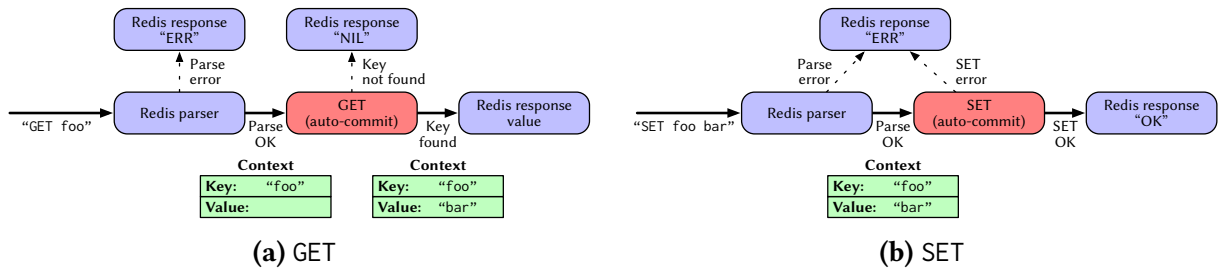 Redis response
“ERR”
Redis response
“NIL”
Parse
error
Key
not found
“GET foo”
Redis parser
Parse
OK
GET
(auto-commit)
Key
found
Redis response
value
Context
Key: “foo”
Value:
Context
Key: “foo”
Value: “bar”
(a) GET
Redis reponse
“ERR”
Parse
error
SET
error
“SET foo bar”
Redis parser
Parse
OK
SET
(auto-commit)
SET
OK
Redis response
“OK”
Context
Key: “foo”
Value: “bar”
(b) SET